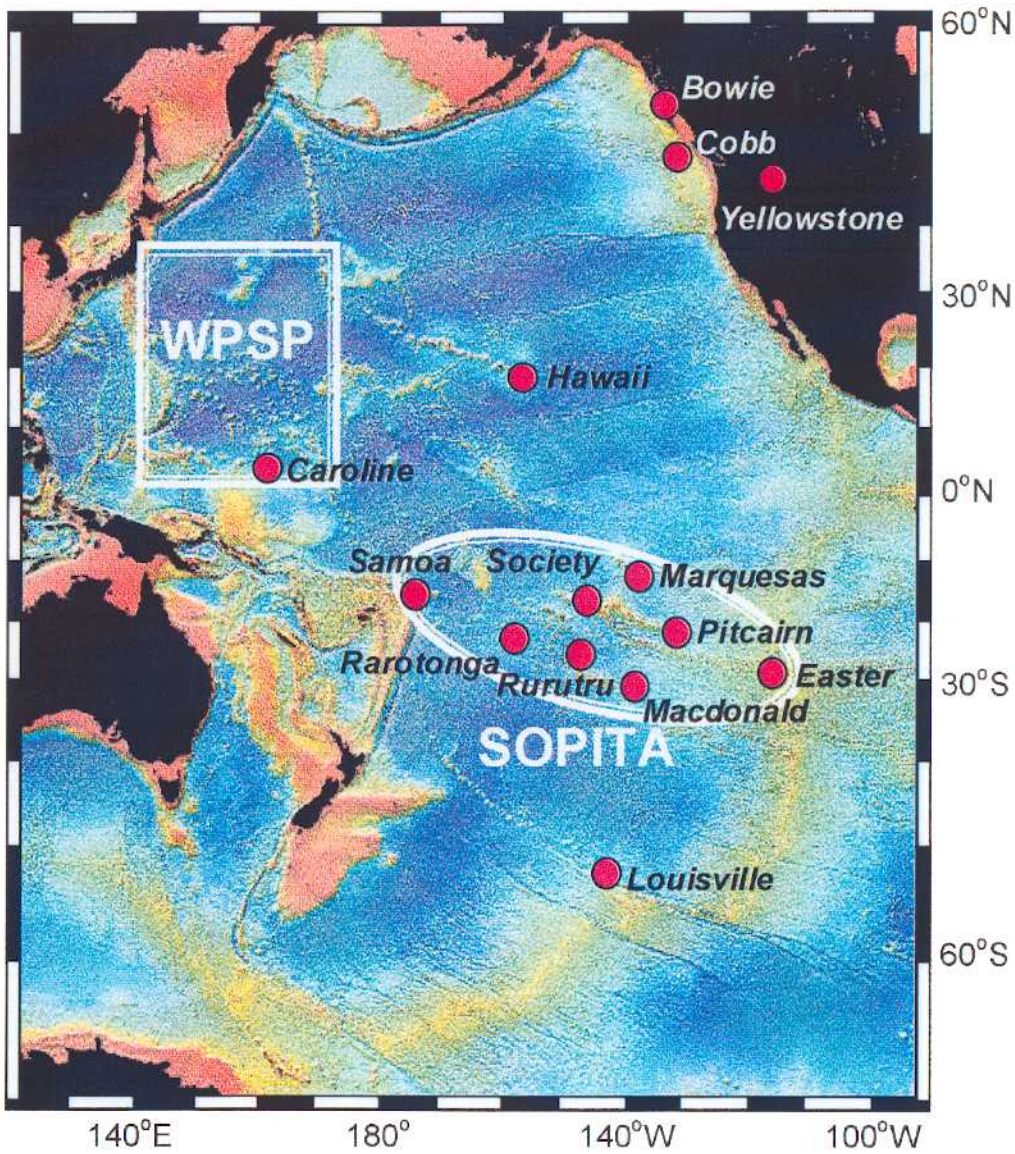 60°N
Bowie
Cobb
Yellowstone
30°N
WPSP
Hawaii
Caroline
0°N
Samoa
Society
Marquesas
Pitcairn
Rarotonga
Rurutru
Easter
30°S
Macdonald
SOPITA
Louisville
60°S
140°E
180°
140°W
100°W